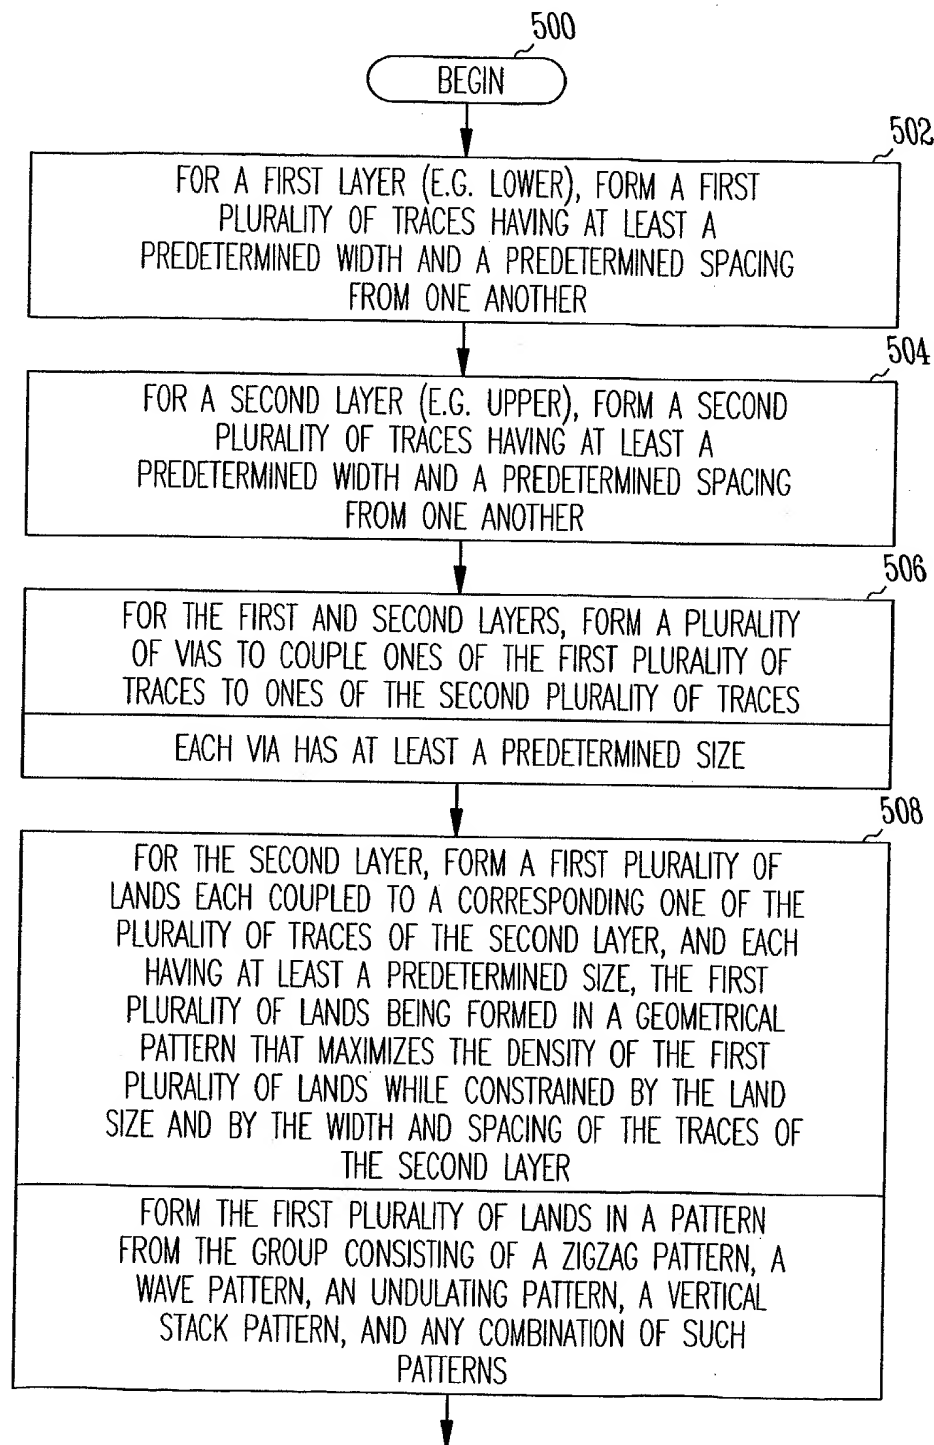 500
BEGIN
502
FOR A FIRST LAYER (E.G. LOWER), FORM A FIRST
PLURALITY OF TRACES HAVING AT LEAST A
PREDETERMINED WIDTH AND A PREDETERMINED SPACING
FROM ONE ANOTHER
504
FOR A SECOND LAYER (E.G. UPPER), FORM A SECOND
PLURALITY OF TRACES HAVING AT LEAST A
PREDETERMINED WIDTH AND A PREDETERMINED SPACING
FROM ONE ANOTHER
506
FOR THE FIRST AND SECOND LAYERS, FORM A PLURALITY
OF VIAS TO COUPLE ONES OF THE FIRST PLURALITY OF
TRACES TO ONES OF THE SECOND PLURALITY OF TRACES
EACH VIA HAS AT LEAST A PREDETERMINED SIZE
508
FOR THE SECOND LAYER, FORM A FIRST PLURALITY OF
LANDS EACH COUPLED TO A CORRESPONDING ONE OF THE
PLURALITY OF TRACES OF THE SECOND LAYER, AND EACH
HAVING AT LEAST A PREDETERMINED SIZE, THE FIRST
PLURALITY OF LANDS BEING FORMED IN A GEOMETRICAL
PATTERN THAT MAXIMIZES THE DENSITY OF THE FIRST
PLURALITY OF LANDS WHILE CONSTRAINED BY THE LAND
SIZE AND BY THE WIDTH AND SPACING OF THE TRACES OF
THE SECOND LAYER
FORM THE FIRST PLURALITY OF LANDS IN A PATTERN
FROM THE GROUP CONSISTING OF A ZIGZAG PATTERN, A
WAVE PATTERN, AN UNDULATING PATTERN, A VERTICAL
STACK PATTERN, AND ANY COMBINATION OF SUCH
PATTERNS